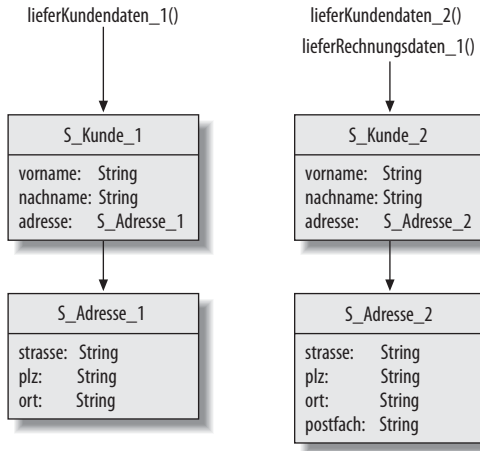 lieferKundendaten_1()
S_Kunde_1
vorname: String
nachname: String
adresse: S_Adresse_1
S_Adresse_1
strasse: String
plz: String
ort: String
lieferKundendaten_2()
lieferRechnungsdaten_1()
S_Kunde_2
vorname: String
nachname: String
adresse: S_Adresse_2
S_Adresse_2
strasse: String
plz: String
ort: String
postfach: String